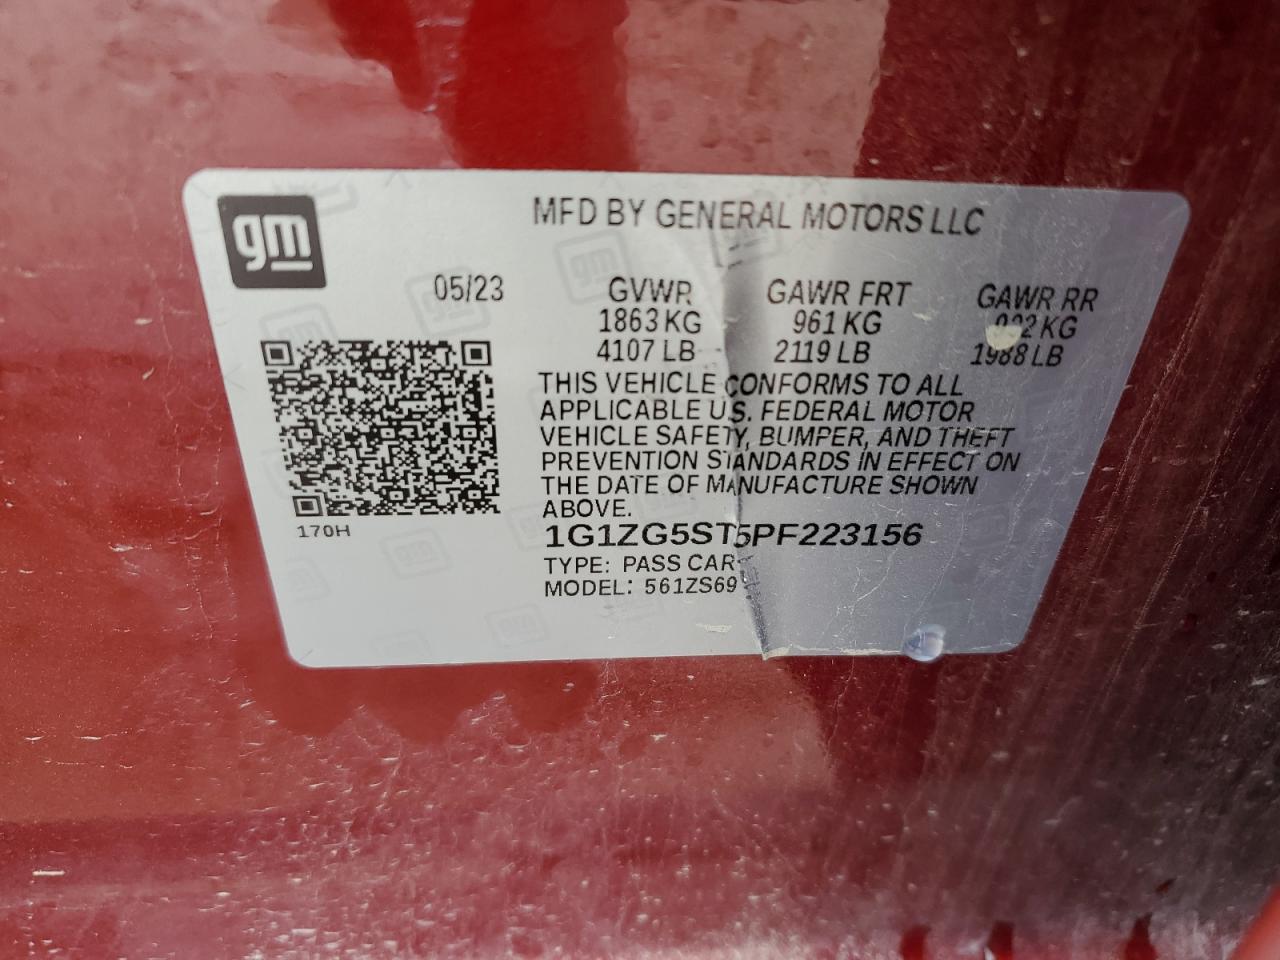 gm
MFD BY GENERAL MOTORS LLC
05/23 GVWR GAWR FRT GAWR RR
1863 KG 961 KG KG
4107 LB 2119 LB 1988 LB
THIS VEHICLE CONFORMS TO ALL
APPLICABLE U.S. FEDERAL MOTOR
VEHICLE SAFETY, BUMPER, AND THEFT
PREVENTION STANDARDS IN EFFECT ON
THE DATE OF MANUFACTURE SHOWN
ABOVE.
170H
1G1ZG5ST5PF223156
TYPE: PASS CAR
MODEL: 561ZS69